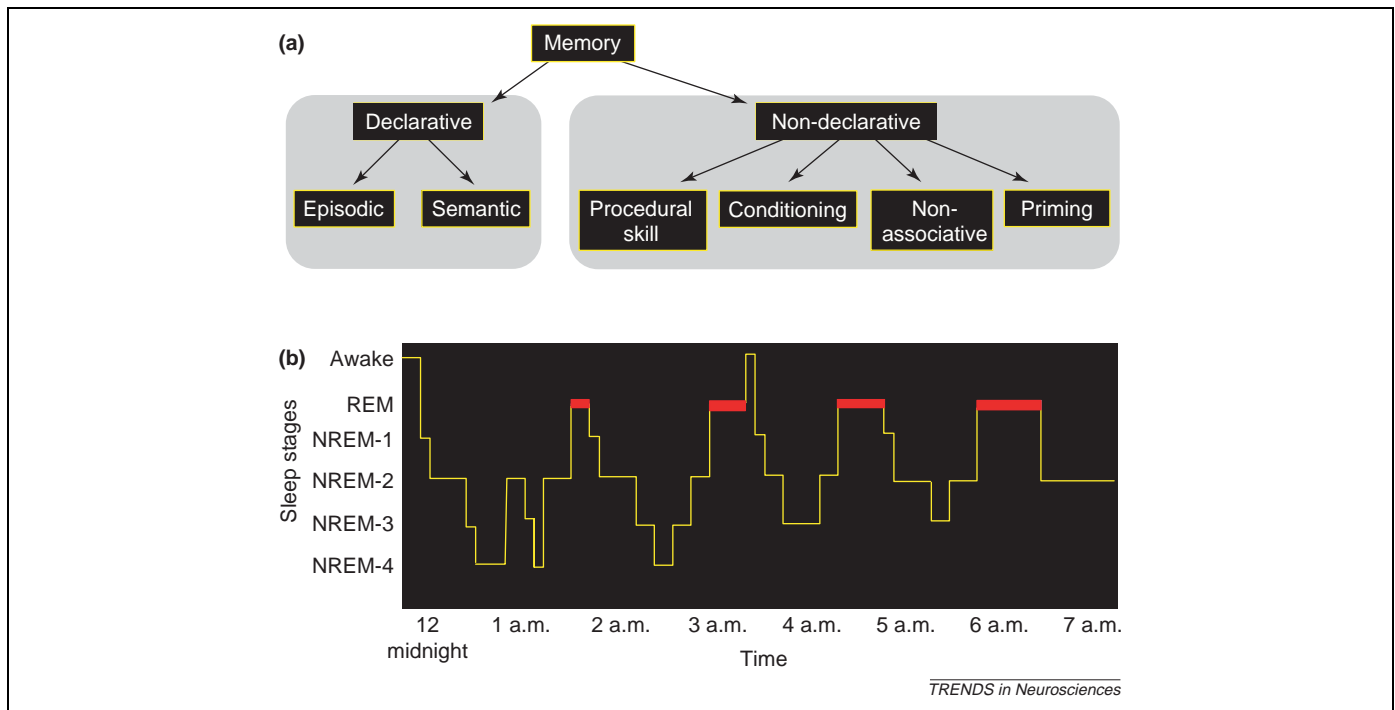 (a)
Memory
Declarative
Non-declarative
Episodic
Semantic
Procedural
skill
Conditioning
Non-
associative
Priming
(b)
Sleep stages
Awake
REM
NREM-1
NREM-2
NREM-3
NREM-4
12
midnight
1 a.m.
2 a.m.
3 a.m.
4 a.m.
5 a.m.
6 a.m.
7 a.m.
Time
TRENDS in Neurosciences